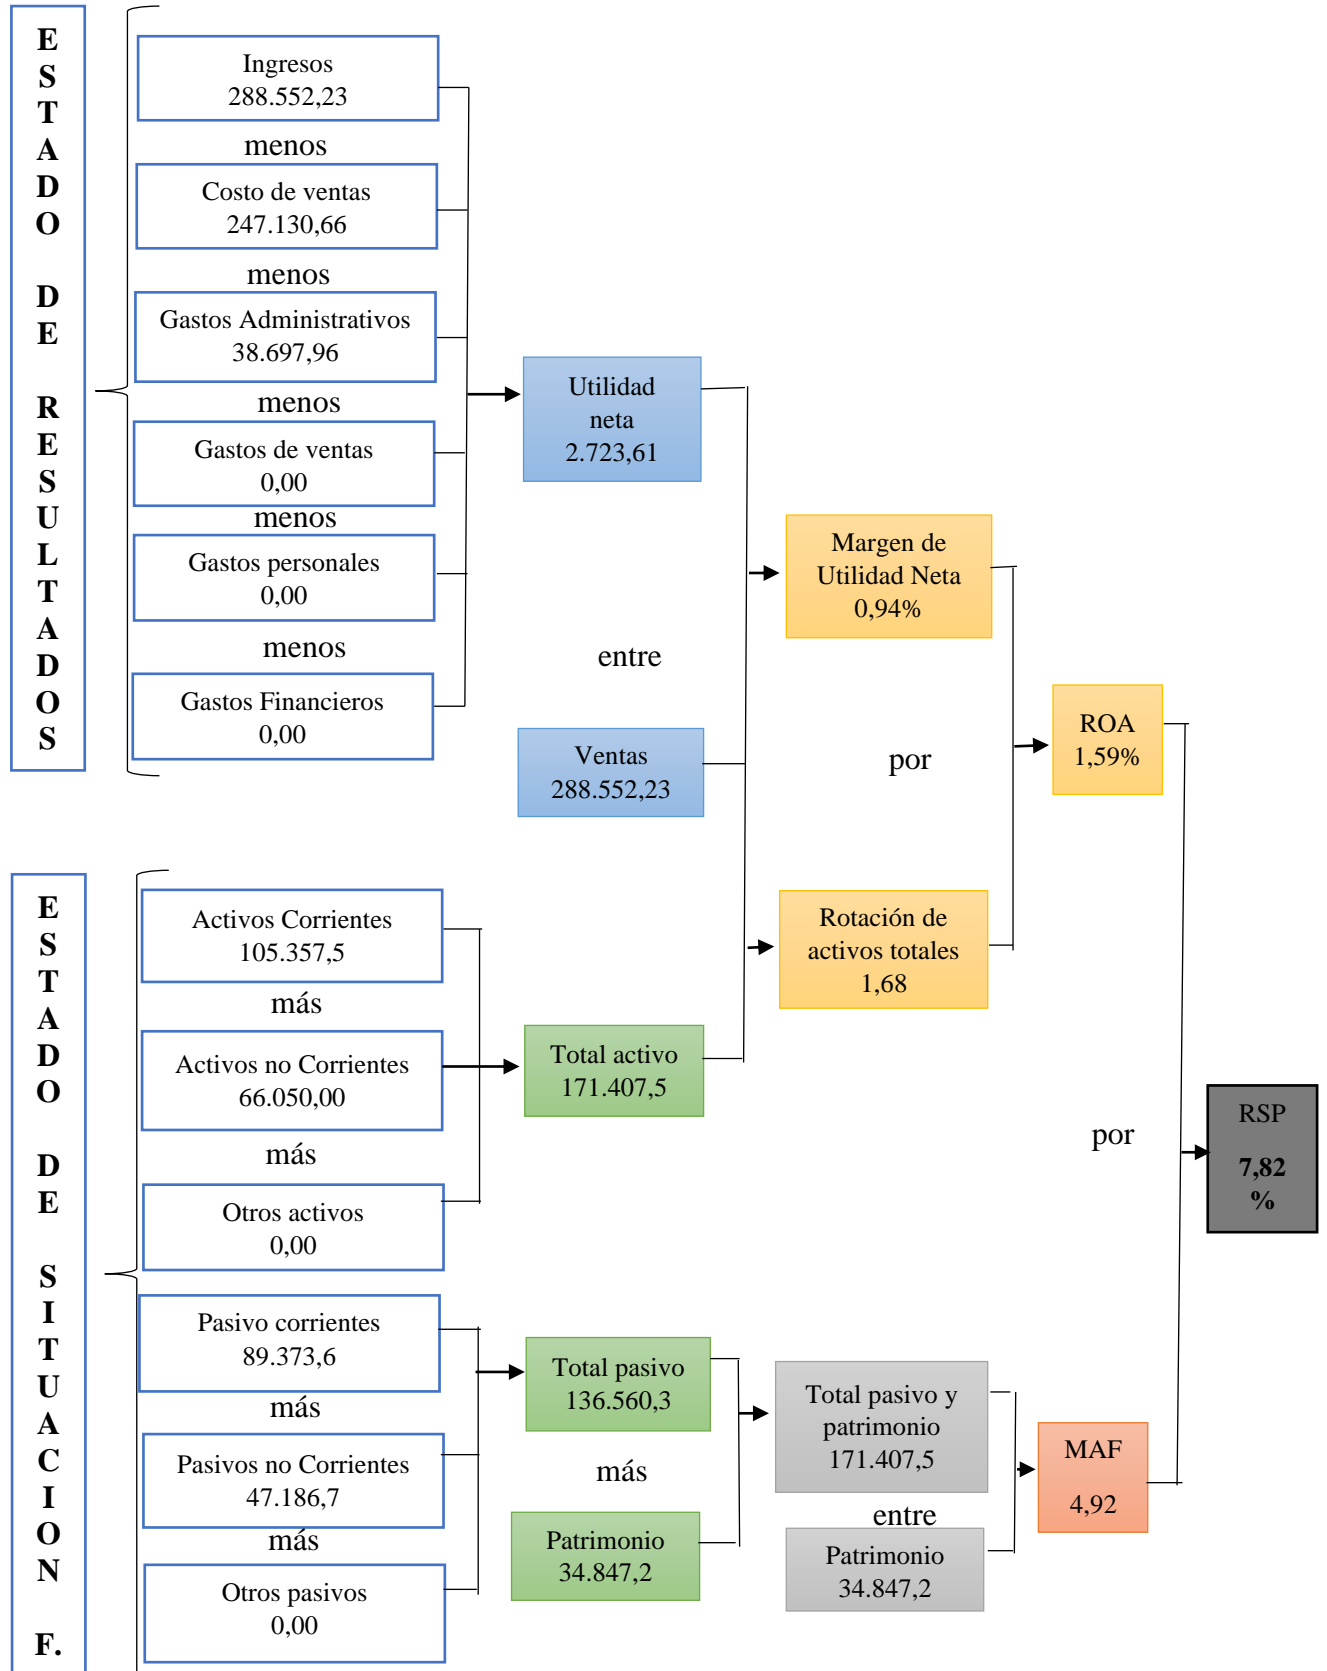 ESTADO DE RESULTADOS
Ingresos
288.552,23
menos
Costo de ventas
247.130,66
menos
Gastos Administrativos
38.697,96
menos
Gastos de ventas
0,00
menos
Gastos personales
0,00
menos
Gastos Financieros
0,00
Utilidad
neta
2.723,61
entre
Ventas
288.552,23
Margen de
Utilidad Neta
0,94%
por
Rotación de
activos totales
1,68
ROA
1,59%
ESTADO DE SITUACION F.
Activos Corrientes
105.357,5
más
Activos no Corrientes
66.050,00
más
Otros activos
0,00
Total activo
171.407,5
por
RSP
7,82
%
Pasivo corrientes
89.373,6
más
Pasivos no Corrientes
47.186,7
más
Otros pasivos
0,00
Total pasivo
136.560,3
más
Patrimonio
34.847,2
Total pasivo y
patrimonio
171.407,5
entre
Patrimonio
34.847,2
MAF
4,92